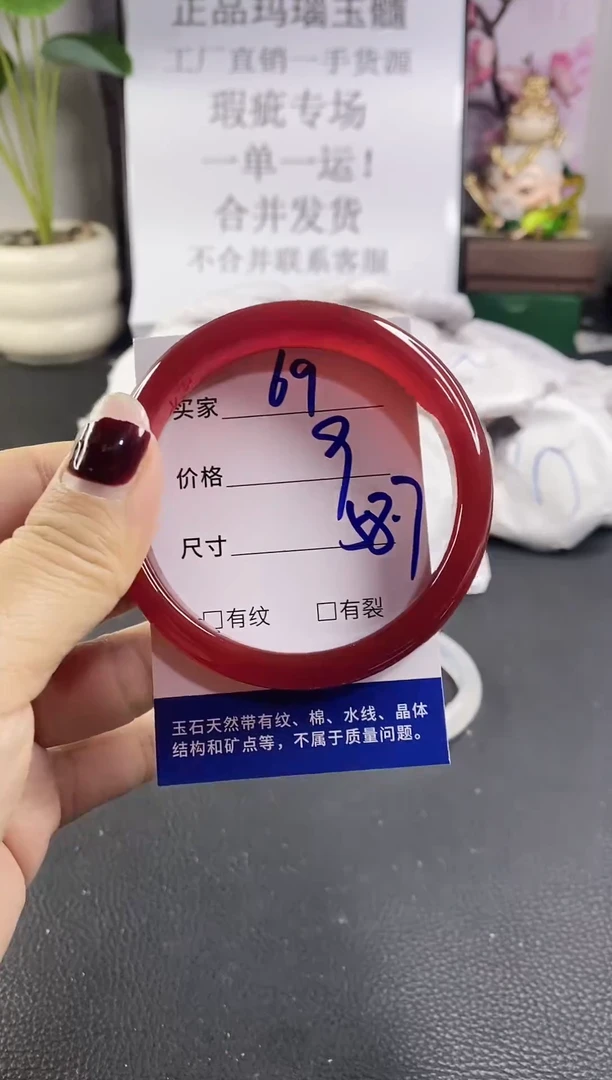 正品玛瑙玉髓
工厂直销一手货源
瑕疵专场
一单一运!
合并发货
不合并联系客服
买家 69
价格 9
尺寸 58.7
□有纹 □有裂
玉石天然带有纹、棉、水线、晶体
结构和矿点等，不属于质量问题。